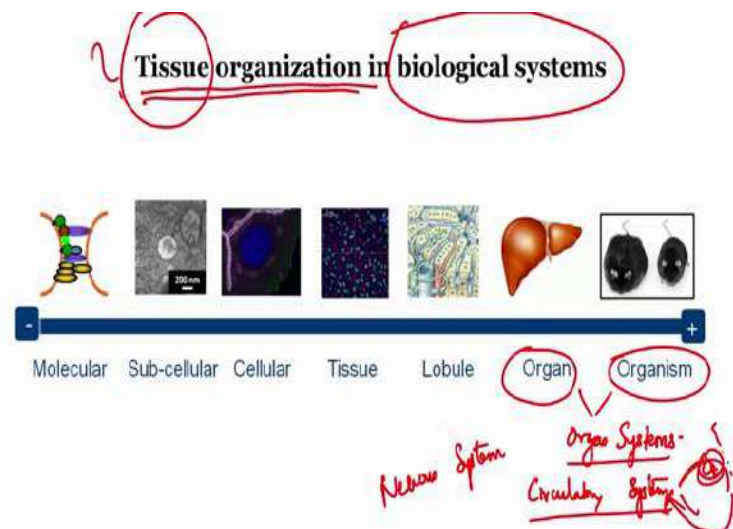 Tissue organization in biological systems
200 nm
- +
Molecular Sub-cellular Cellular Tissue Lobule Organ Organism
Organ Systems-
Nervous System
Circulatory System